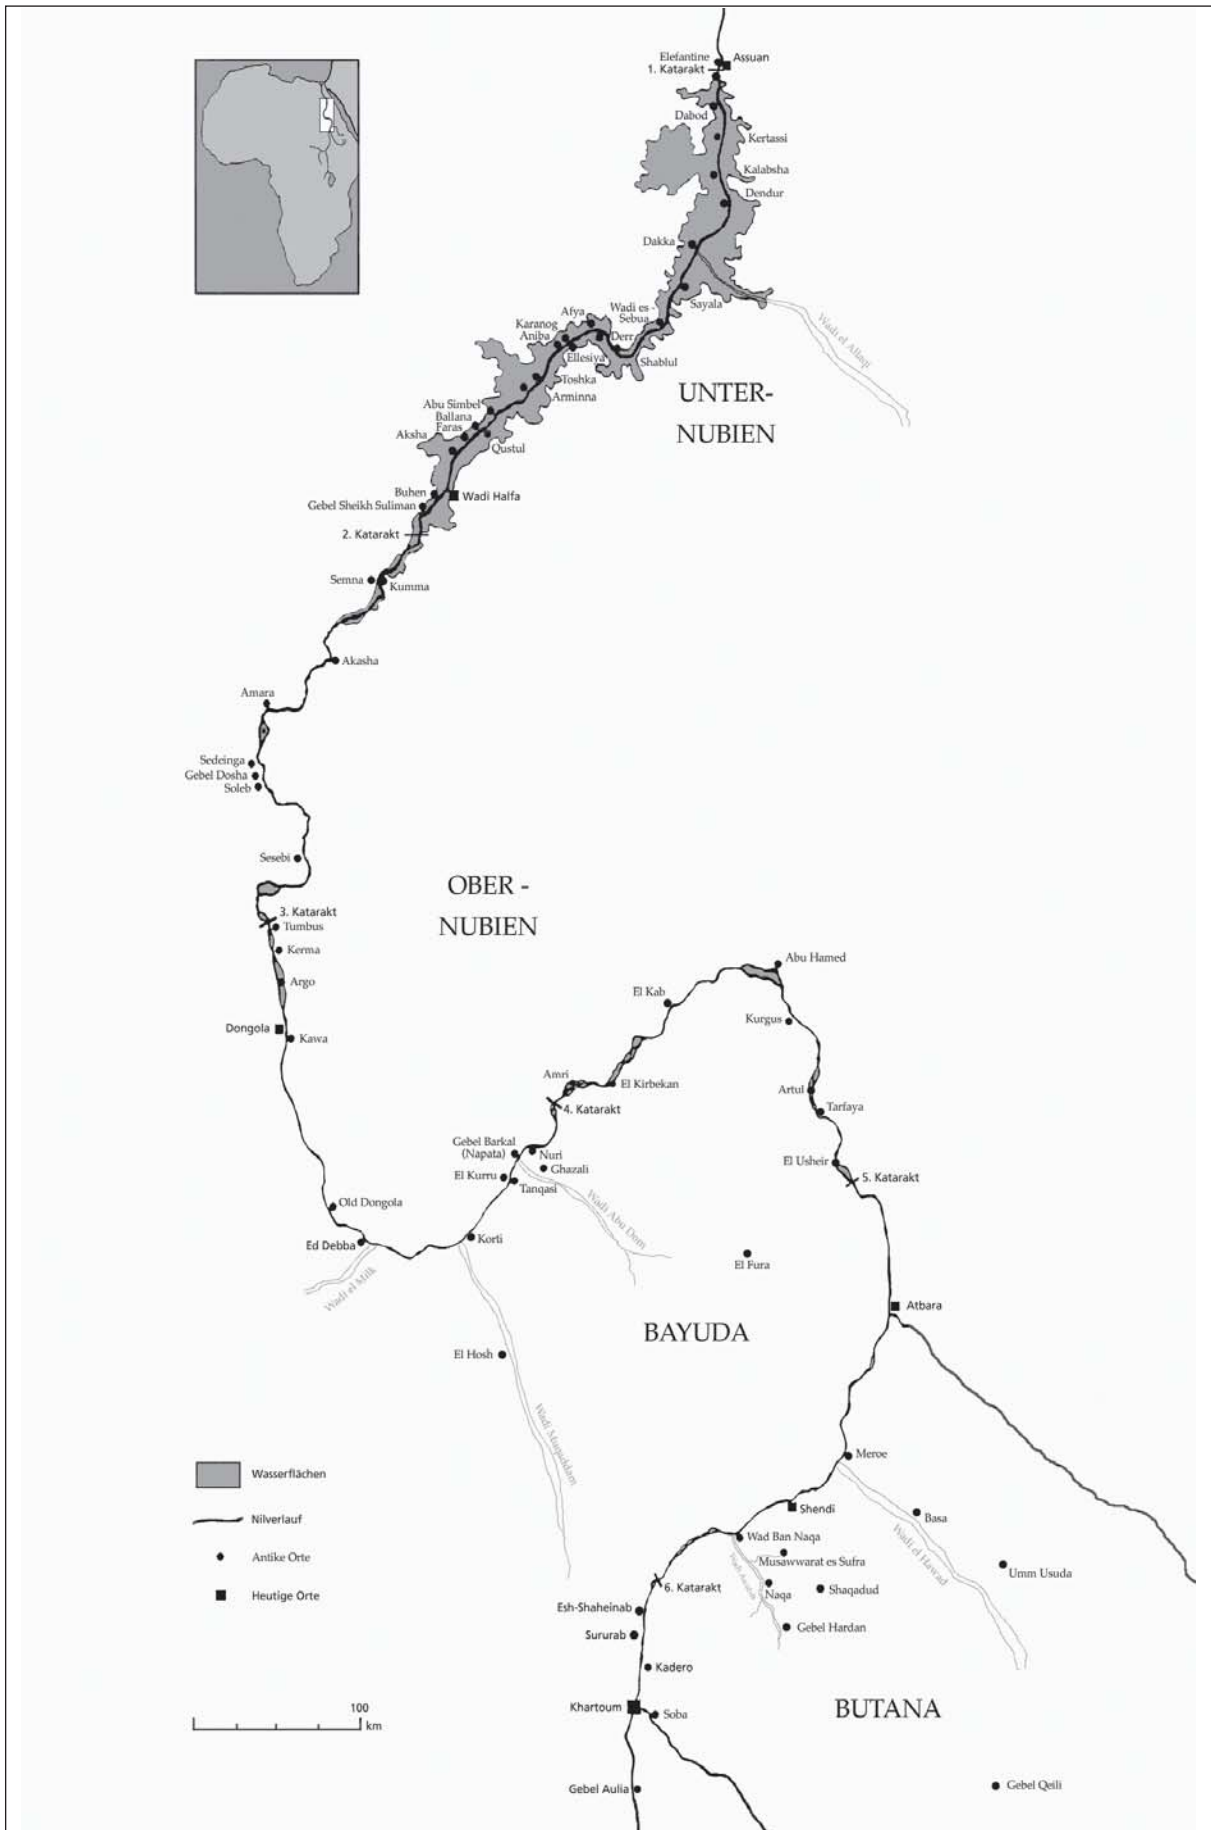 Elefantine
Assuan
1. Katarakt
Dabod
Kertassi
Kalabsha
Dendur
Dakka
Sayala
Wadi es -
Sebua
Wadi el Allaqi
Afya
Karanog
Aniba
Derr
Ellesiya
Shablul
Toshka
Arminna
UNTER-
NUBIEN
Abu Simbel
Ballana
Faras
Aksha
Qustul
Buhen
Wadi Halfa
Gebel Sheikh Suliman
2. Katarakt
Semna
Kumma
Akasha
Amara
Sedeinga
Gebel Dosha
Soleb
Sesebi
OBER -
NUBIEN
3. Katarakt
Tumbus
Kerma
Argo
Dongola
Kawa
Abu Hamed
El Kab
Kurgus
Amri
El Kirbekan
Artul
4. Katarakt
Tarfaya
Gebel Barkal
(Napata)
Nuri
Ghazali
El Usheir
El Kurru
Tanqasi
5. Katarakt
Old Dongola
Wadi Abu Dom
Ed Debba
Korti
El Fura
Wadi el Milk
Atbara
BAYUDA
El Hosh
Wadi Muqaddam
Meroe
Wasserflächen
Shendi
Basa
Nilverlauf
Wad Ban Naqa
Wadi el Hawad
Antike Orte
Musawwarat es Sufra
Umm Usuda
6. Katarakt
Naqa
Shaqadud
Heutige Orte
Esh-Shaheinab
Gebel Hardan
Sururab
Kadero
100
km
Khartoum
Soba
BUTANA
Gebel Aulia
Gebel Qeili